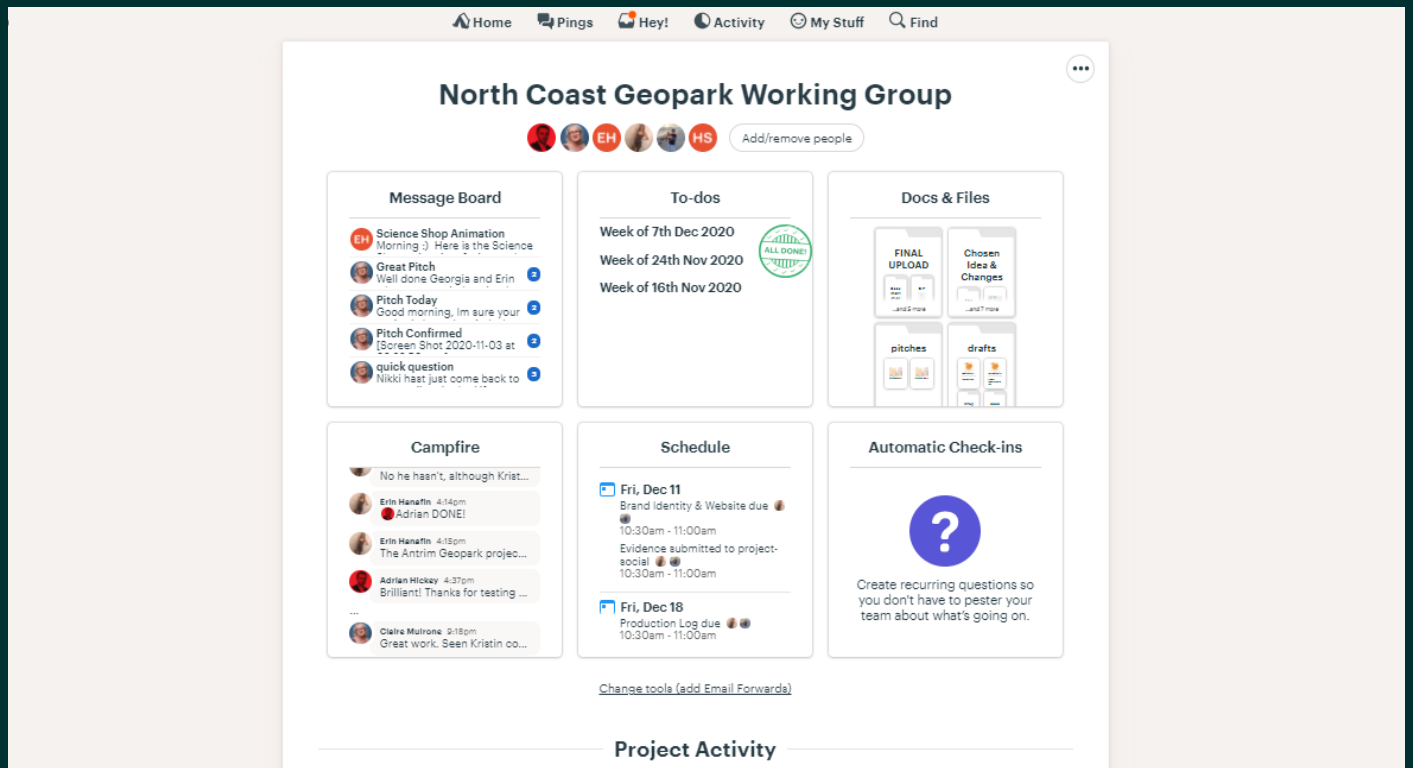 Home Pings Hey! Activity My Stuff Find
North Coast Geopark Working Group
EH HS Add/remove people
Message Board
EH Science Shop Animation
Morning :) Here is the Science
Great Pitch
Well done Georgia and Erin
2
Pitch Today
Good morning, Im sure your
2
Pitch Confirmed
[Screen Shot 2020-11-03 at
2
quick question
Nikki hast just come back to
3
To-dos
Week of 7th Dec 2020
Week of 24th Nov 2020
Week of 16th Nov 2020
ALL DONE!
Docs & Files
FINAL
UPLOAD
...and 5 more
Chosen
Idea &
Changes
...and 7 more
pitches
drafts
Campfire
No he hasn't, although Krist...
Erin Hanafin 4:14pm
Adrian DONE!
Erin Hanafin 4:15pm
The Antrim Geopark projec...
Adrian Hickey 4:37pm
Brilliant! Thanks for testing ...
...
Claire Mulrone 9:18pm
Great work. Seen Kristin co...
Schedule
Fri, Dec 11
Brand Identity & Website due
10:30am - 11:00am
Evidence submitted to project-
social
10:30am - 11:00am
Fri, Dec 18
Production Log due
10:30am - 11:00am
Automatic Check-ins
?
Create recurring questions so
you don't have to pester your
team about what's going on.
Change tools (add Email Forwards)
Project Activity